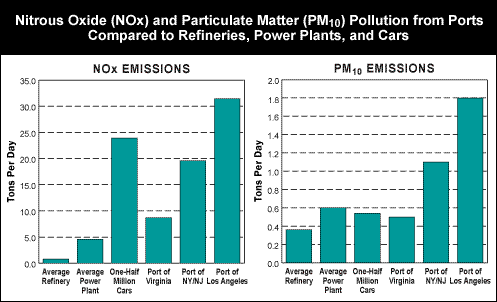 Nitrous Oxide (NOx) and Particulate Matter (PM10) Pollution from Ports
Compared to Refineries, Power Plants, and Cars
NOx EMISSIONS
Tons Per Day
35.0
30.0
25.0
20.0
15.0
10.0
5.0
0.0
Average Refinery
Average Power Plant
One-Half Million Cars
Port of Virginia
Port of NY/NJ
Port of Los Angeles
PM10 EMISSIONS
Tons Per Day
2.0
1.8
1.6
1.4
1.2
1.0
0.8
0.6
0.4
0.2
0.0
Average Refinery
Average Power Plant
One-Half Million Cars
Port of Virginia
Port of NY/NJ
Port of Los Angeles